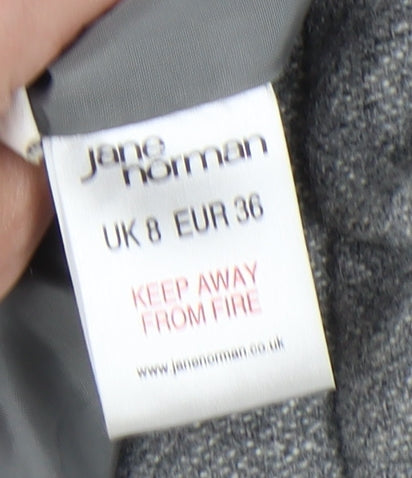 jane
norman
UK 8 EUR 36
KEEP AWAY
FROM FIRE
www.janenorman.co.uk